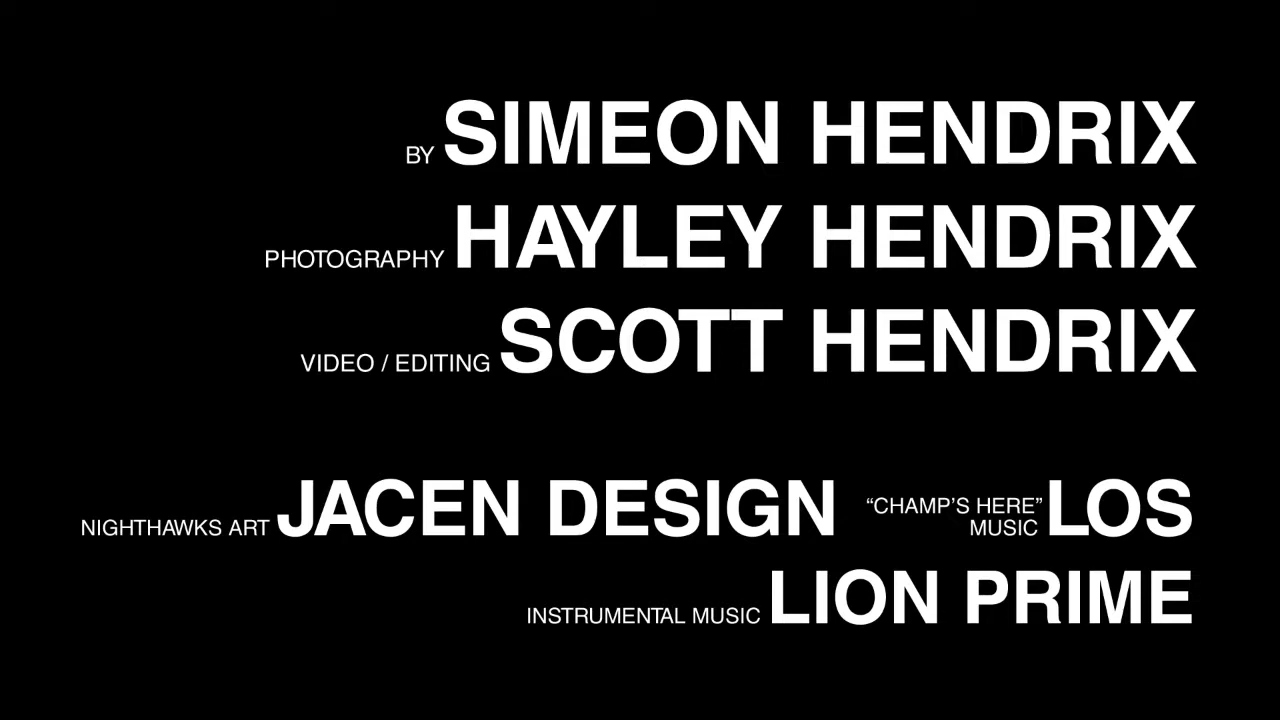 BY SIMEON HENDRIX
PHOTOGRAPHY HAYLEY HENDRIX
VIDEO / EDITING SCOTT HENDRIX
NIGHTHAWKS ART JACEN DESIGN
“CHAMP’S HERE”
MUSIC LOS
INSTRUMENTAL MUSIC LION PRIME